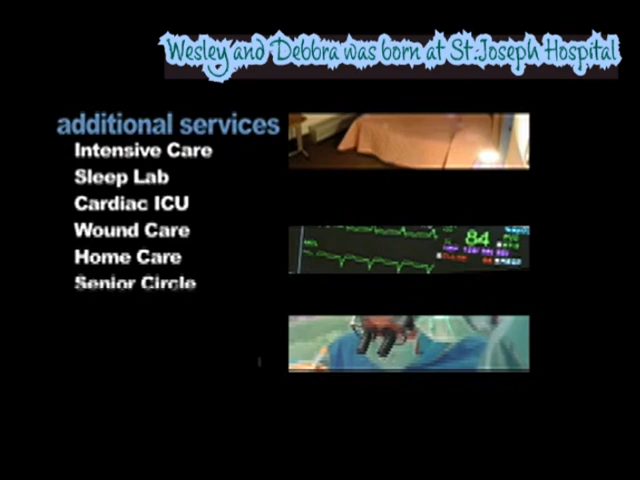 Wesley and Debbra was born at St.Joseph Hospital
additional services
Intensive Care
Sleep Lab
Cardiac ICU
Wound Care
Home Care
Senior Circle
84